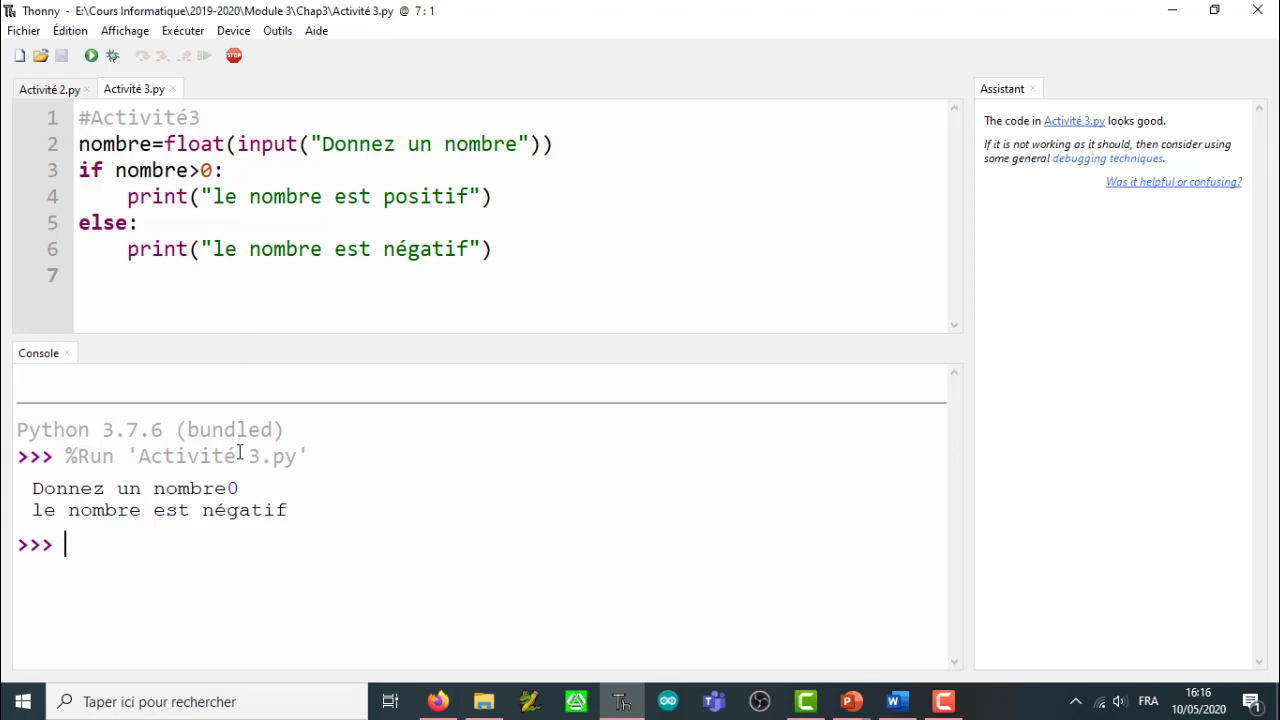 Thonny - E:\Cours Informatique\2019-2020\Module 3\Chap3\Activité 3.py @ 7 : 1
Fichier Édition Affichage Exécuter Device Outils Aide
STOP
Activité 2.py × Activité 3.py ×
1 #Activité3
2 nombre=float(input("Donnez un nombre"))
3 if nombre>0:
4     print("le nombre est positif")
5 else:
6     print("le nombre est négatif")
7
Console ×
Python 3.7.6 (bundled)
>>> %Run 'Activité 3.py'
Donnez un nombre0
le nombre est négatif
>>>
Assistant ×
The code in Activité 3.py looks good.
If it is not working as it should, then consider using
some general debugging techniques.
Was it helpful or confusing?
Taper ici pour rechercher
Th
FRA
16:16
10/05/2020
1